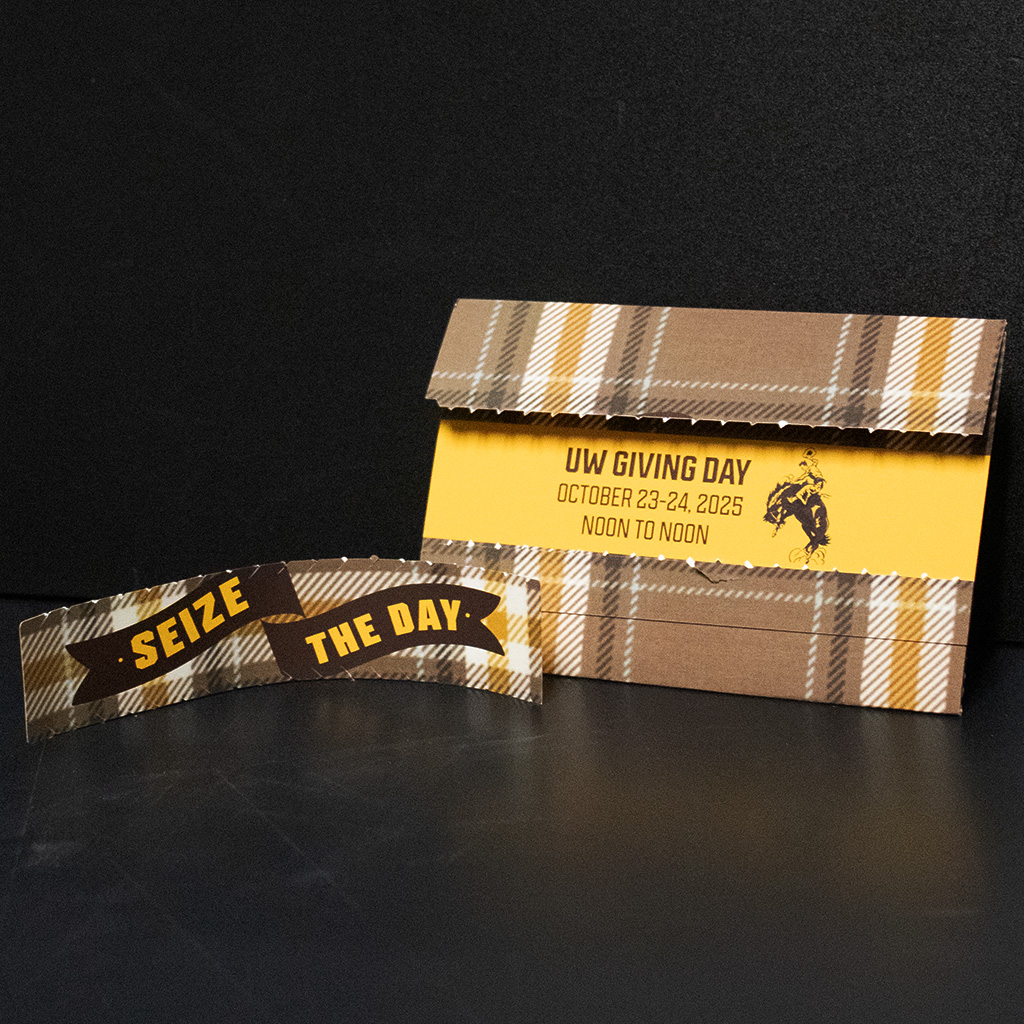 UW GIVING DAY
OCTOBER 23-24, 2025
NOON TO NOON
· SEIZE
THE DAY ·